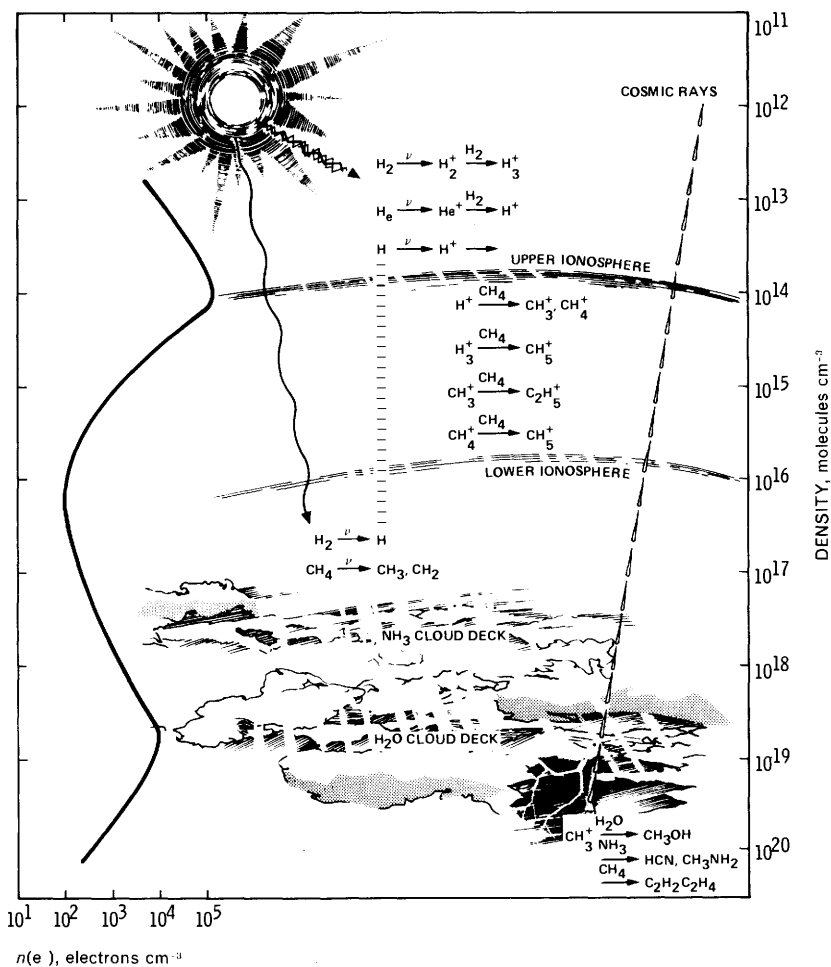 10¹¹
COSMIC RAYS
10¹²
H₂ —ν→ H₂⁺ —H₂→ H₃⁺
10¹³
Hₑ —ν→ He⁺ —H₂→ H⁺
H —ν→ H⁺ →
UPPER IONOSPHERE
10¹⁴
H⁺ —CH₄→ CH₃⁺, CH₄⁺
H₃⁺ —CH₄→ CH₅⁺
10¹⁵
CH₃⁺ —CH₄→ C₂H₅⁺
CH₄⁺ —CH₄→ CH₅⁺
LOWER IONOSPHERE
10¹⁶
DENSITY, molecules cm⁻³
H₂ —ν→ H
CH₄ —ν→ CH₃, CH₂
10¹⁷
, NH₃ CLOUD DECK
10¹⁸
H₂O CLOUD DECK
10¹⁹
CH₃⁺ —H₂O→ CH₃OH
10²⁰
NH₃ → HCN, CH₃NH₂
CH₄ → C₂H₂C₂H₄
10¹ 10² 10³ 10⁴ 10⁵
n(e ), electrons cm⁻³